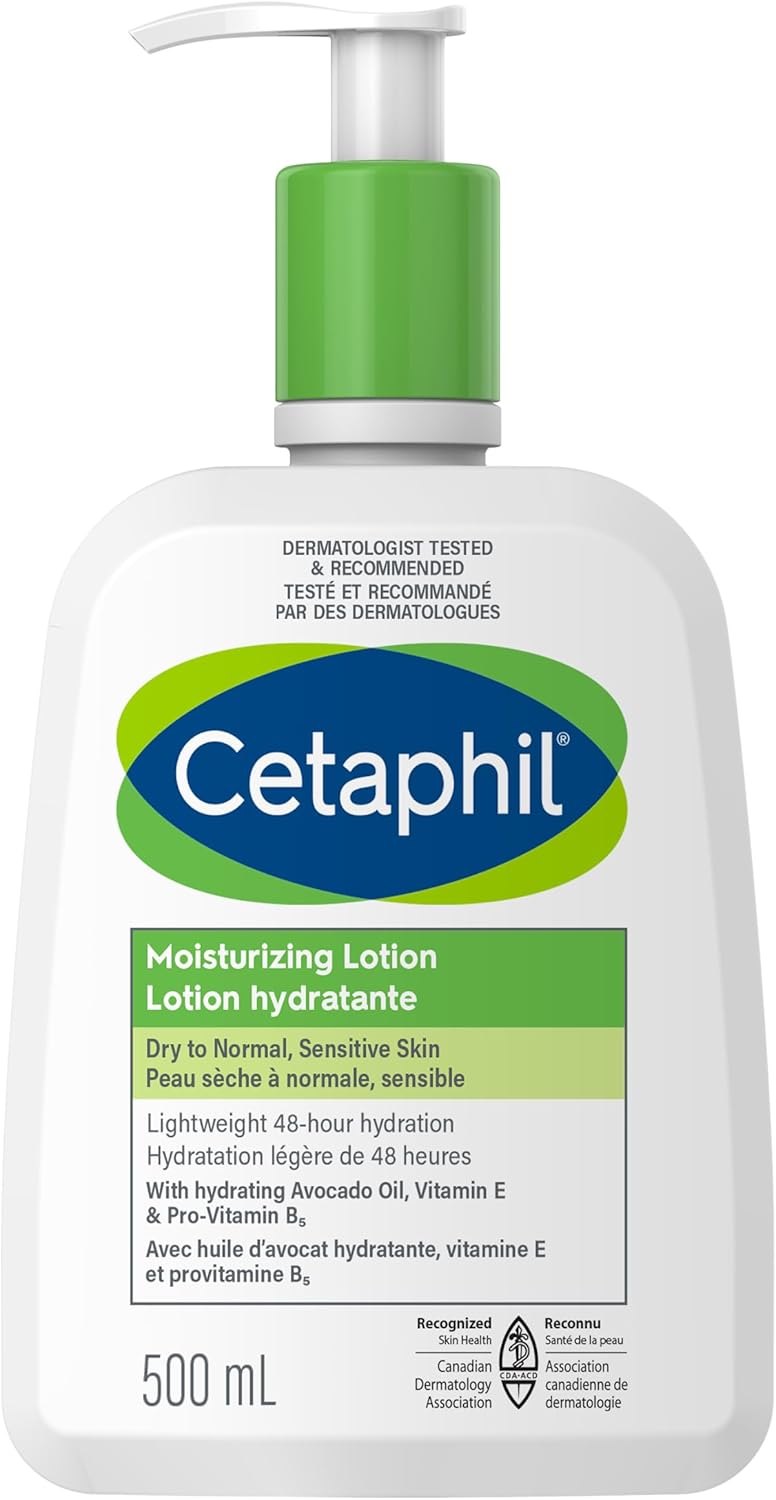 DERMATOLOGIST TESTED
& RECOMMENDED
TESTÉ ET RECOMMANDÉ
PAR DES DERMATOLOGUES
Cetaphil®
Moisturizing Lotion
Lotion hydratante
Dry to Normal, Sensitive Skin
Peau sèche à normale, sensible
Lightweight 48-hour hydration
Hydratation légère de 48 heures
With hydrating Avocado Oil, Vitamin E
& Pro-Vitamin B₅
Avec huile d’avocat hydratante, vitamine E
et provitamine B₅
500 mL
Recognized
Skin Health
Canadian
Dermatology
Association
CDA•ACD
Reconnu
Santé de la peau
Association
canadienne de
dermatologie